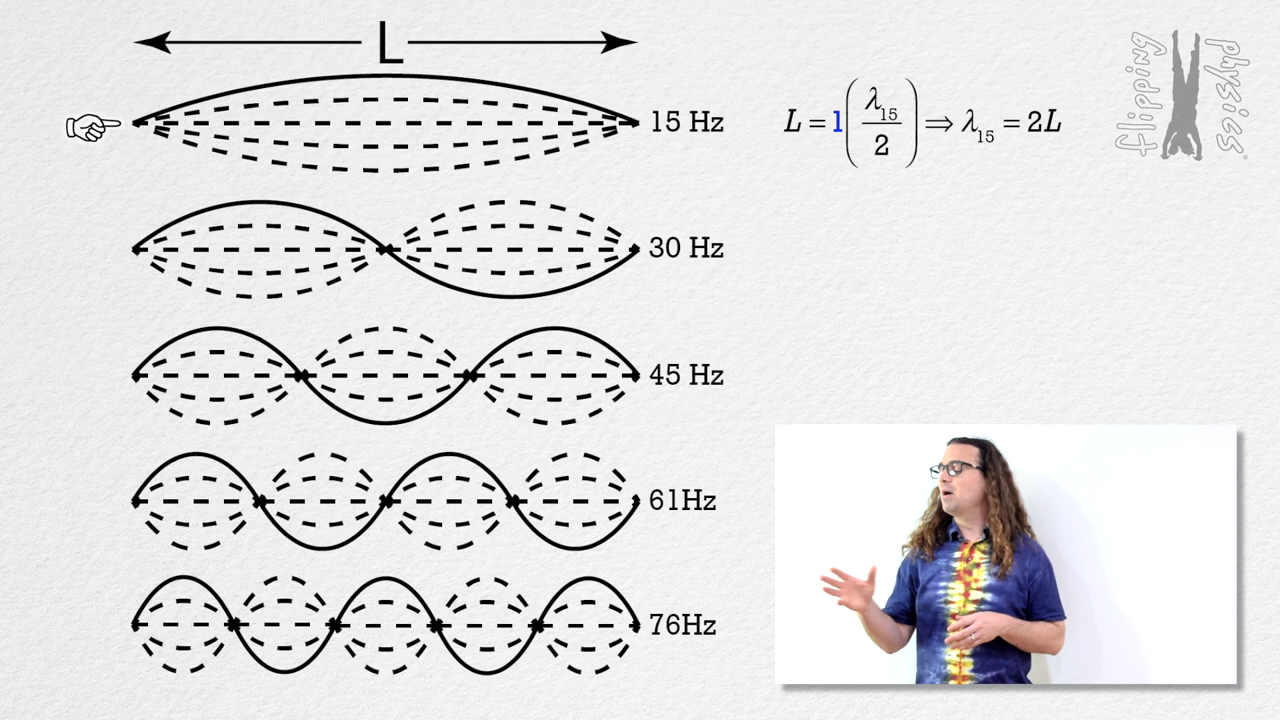 L
15 Hz
L = 1(λ₁₅/2) ⇒ λ₁₅ = 2L
flipping physics
30 Hz
45 Hz
61Hz
76Hz